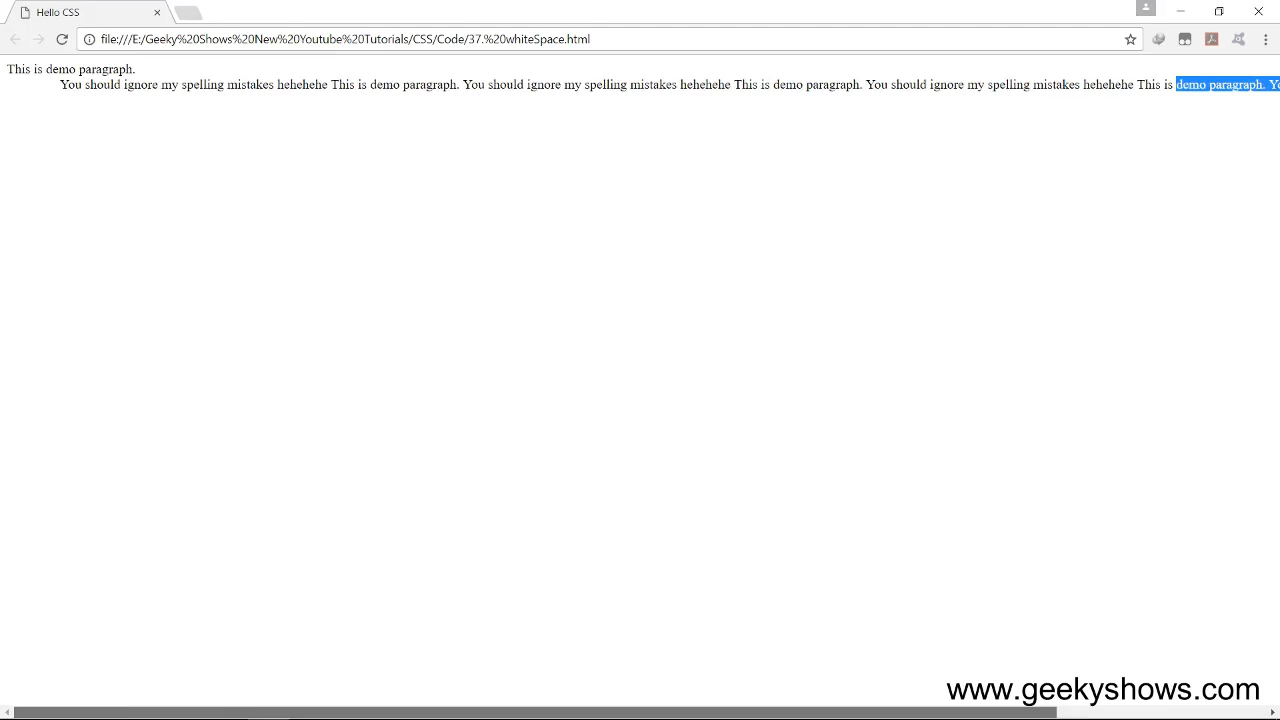 Hello CSS
file:///E:/Geeky%20Shows%20New%20Youtube%20Tutorials/CSS/Code/37.%20whiteSpace.html
This is demo paragraph.
You should ignore my spelling mistakes hehehehe This is demo paragraph. You should ignore my spelling mistakes hehehehe This is demo paragraph. You should ignore my spelling mistakes hehehehe This is demo paragraph. Yo
www.geekyshows.com